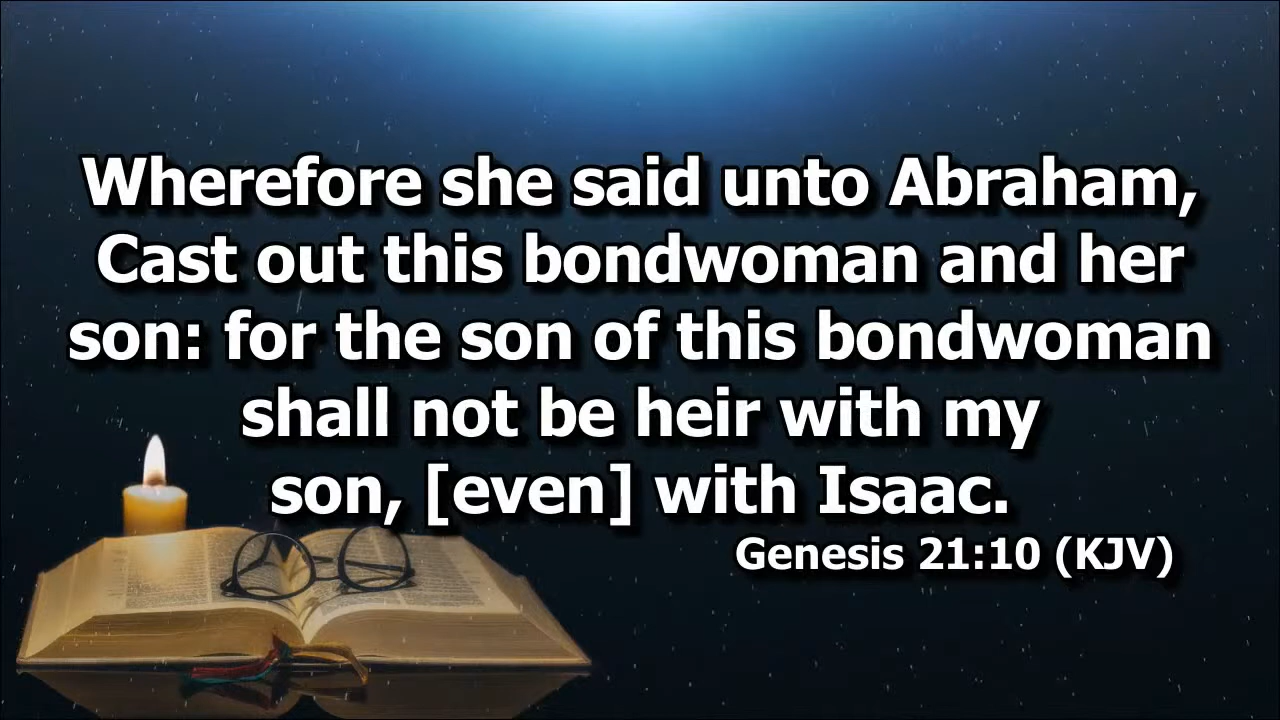 Wherefore she said unto Abraham,
Cast out this bondwoman and her
son: for the son of this bondwoman
shall not be heir with my
son, [even] with Isaac.
Genesis 21:10 (KJV)